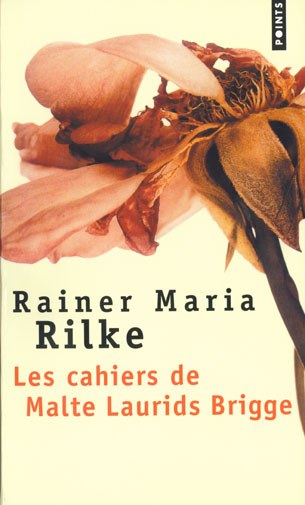 POINTS
Rainer Maria
Rilke
Les cahiers de
Malte Laurids Brigge